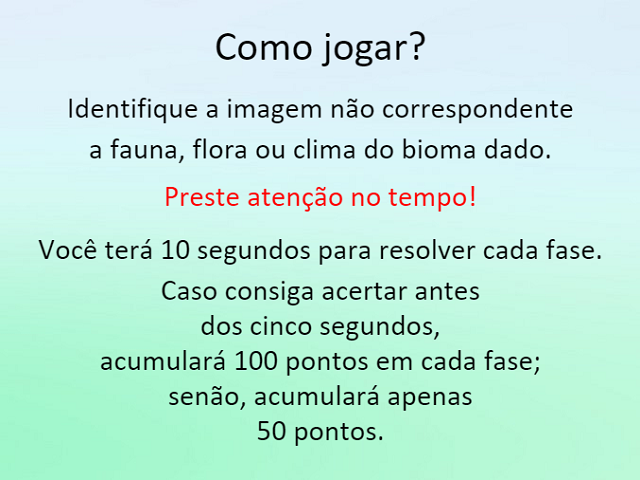 Como jogar?
Identifique a imagem não correspondente
a fauna, flora ou clima do bioma dado.
Preste atenção no tempo!
Você terá 10 segundos para resolver cada fase.
Caso consiga acertar antes
dos cinco segundos,
acumulará 100 pontos em cada fase;
senão, acumulará apenas
50 pontos.